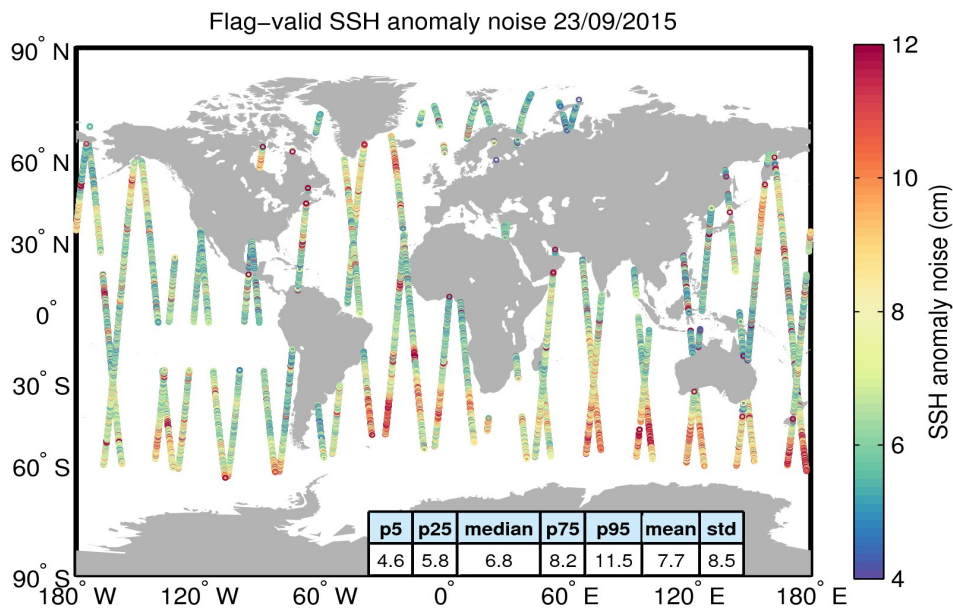 Flag−valid SSH anomaly noise 23/09/2015
90° N
60° N
30° N
0°
30° S
60° S
90° S
180° W
120° W
60° W
0°
60° E
120° E
180° E
p5 p25 median p75 p95 mean std
4.6 5.8 6.8 8.2 11.5 7.7 8.5
12
10
8
6
4
SSH anomaly noise (cm)